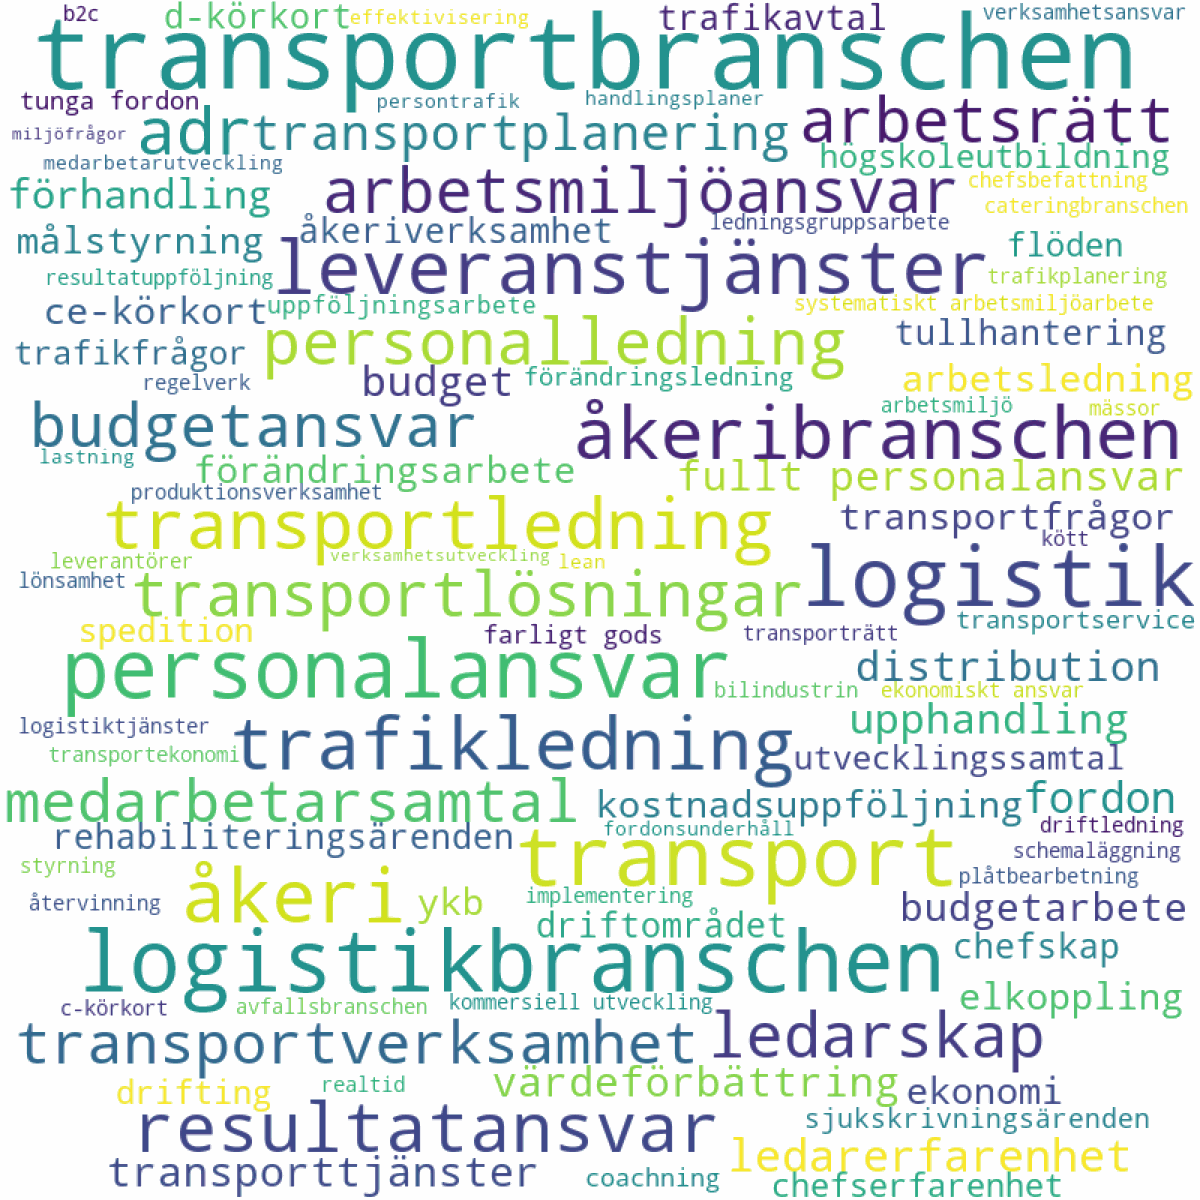 b2c
d-körkort
effektivisering
trafikavtal
verksamhetsansvar
transportbranschen
tunga fordon
persontrafik
handlingsplaner
arbetsrätt
miljöfrågor
adr
transportplanering
medarbetarutveckling
högskoleutbildning
förhandling
arbetsmiljöansvar
chefsbefattning
cateringbranschen
målstyrning
åkeriverksamhet
ledningsgruppsarbete
flöden
resultatuppföljning
leveranstjänster
trafikplanering
ce-körkort
uppföljningsarbete
systematiskt arbetsmiljöarbete
trafikfrågor
personalledning
tullhantering
regelverk
budget
förändringsledning
arbetsledning
budgetansvar
åkeribranschen
arbetsmiljö
mässor
lastning
förändringsarbete
fullt personalansvar
produktionsverksamhet
transportledning
transportfrågor
kött
leverantörer
verksamhetsutveckling
lean
logistik
lönsamhet
transportlösningar
transportservice
spedition
farligt gods
transporträtt
personalansvar
distribution
bilindustrin
ekonomiskt ansvar
logistiktjänster
trafikledning
upphandling
transportekonomi
utvecklingssamtal
medarbetarsamtal
kostnadsuppföljning
fordon
rehabiliteringsärenden
fordonsunderhåll
driftledning
transport
schemaläggning
styrning
plåtbearbetning
återvinning
åkeri
ykb
implementering
budgetarbete
driftområdet
logistikbranschen
chefskap
c-körkort
avfallsbranschen
kommersiell utveckling
elkoppling
transportverksamhet
ledarskap
drifting
realtid
värdeförbättring
ekonomi
resultatansvar
sjukskrivningsärenden
ledarerfarenhet
transporttjänster
coachning
chefserfarenhet